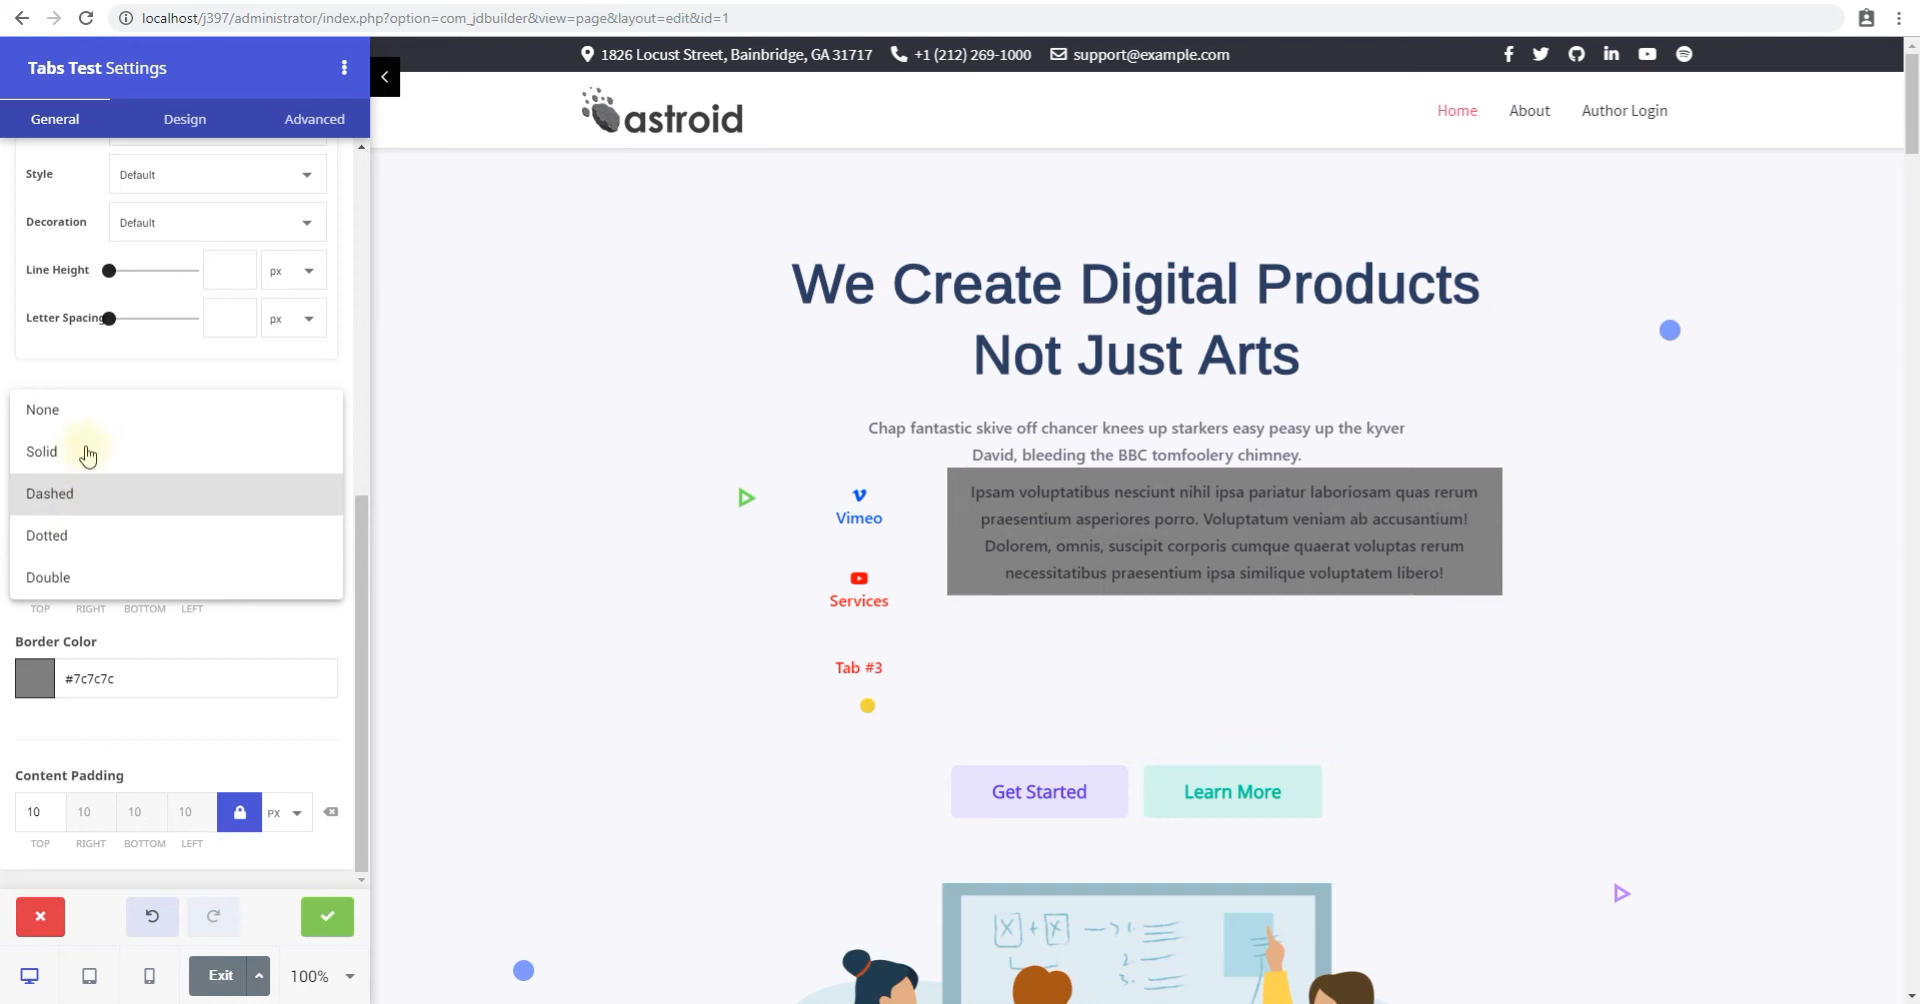 localhost/j397/administrator/index.php?option=com_jdbuilder&view=page&layout=edit&id=1
Tabs Test Settings
General Design Advanced
Style Default
Decoration Default
Line Height px
Letter Spacing px
None
Solid
Dashed
Dotted
Double
TOP RIGHT BOTTOM LEFT
Border Color
#7c7c7c
Content Padding
10 10 10 10 PX
TOP RIGHT BOTTOM LEFT
Exit 100%
1826 Locust Street, Bainbridge, GA 31717 +1 (212) 269-1000 support@example.com
astroid
Home About Author Login
We Create Digital Products
Not Just Arts
Chap fantastic skive off chancer knees up starkers easy peasy up the kyver
David, bleeding the BBC tomfoolery chimney.
Vimeo
Services
Tab #3
Ipsam voluptatibus nesciunt nihil ipsa pariatur laboriosam quas rerum
praesentium asperiores porro. Voluptatum veniam ab accusantium!
Dolorem, omnis, suscipit corporis cumque quaerat voluptas rerum
necessitatibus praesentium ipsa similique voluptatem libero!
Get Started Learn More
X + X
1.
2.
3.